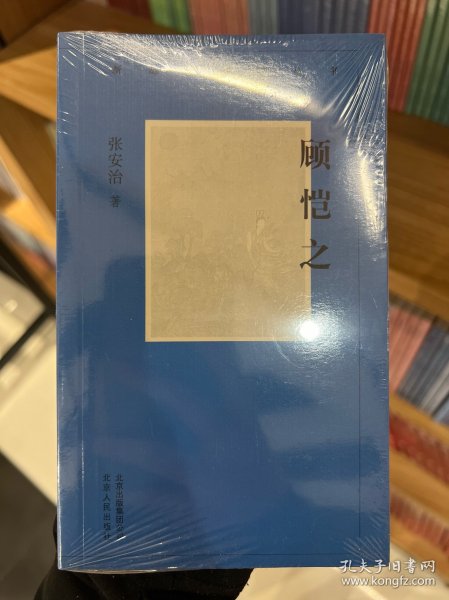 顾恺之
张安治 著
北京出版集团公司
北京人民出版社
孔夫子旧书网
www.kongfz.com